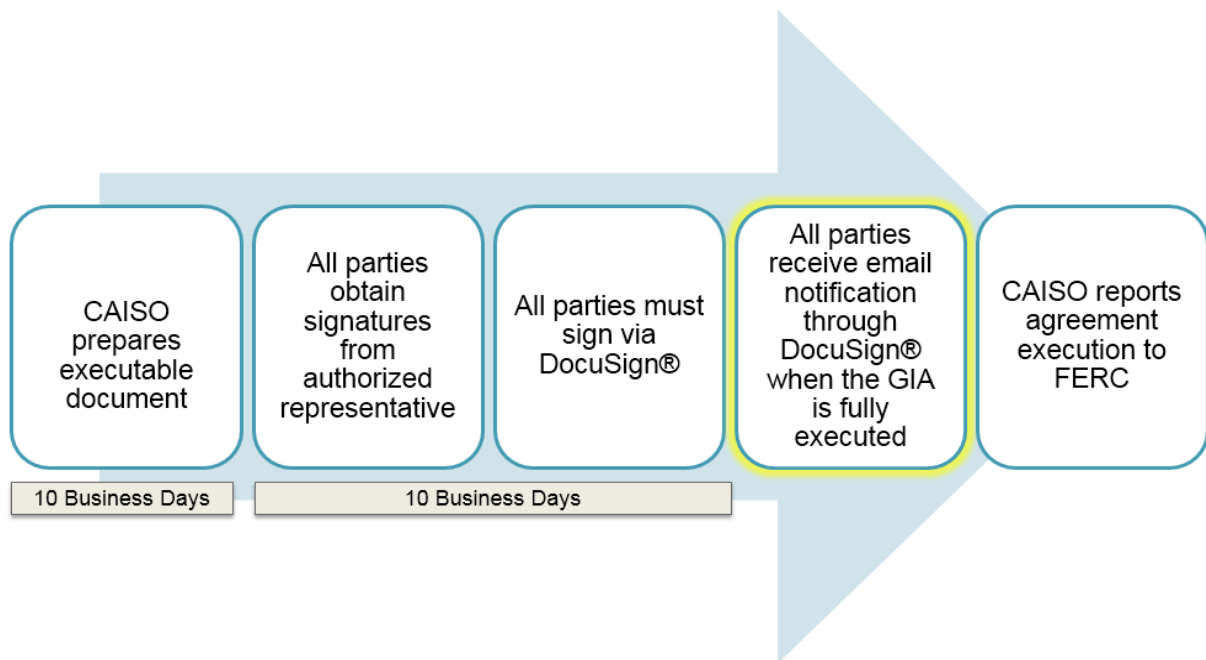 CAISO
prepares
executable
document
All parties
obtain
signatures
from
authorized
representative
All parties must
sign via
DocuSign®
All parties
receive email
notification
through
DocuSign®
when the GIA
is fully
executed
CAISO reports
agreement
execution to
FERC
10 Business Days
10 Business Days